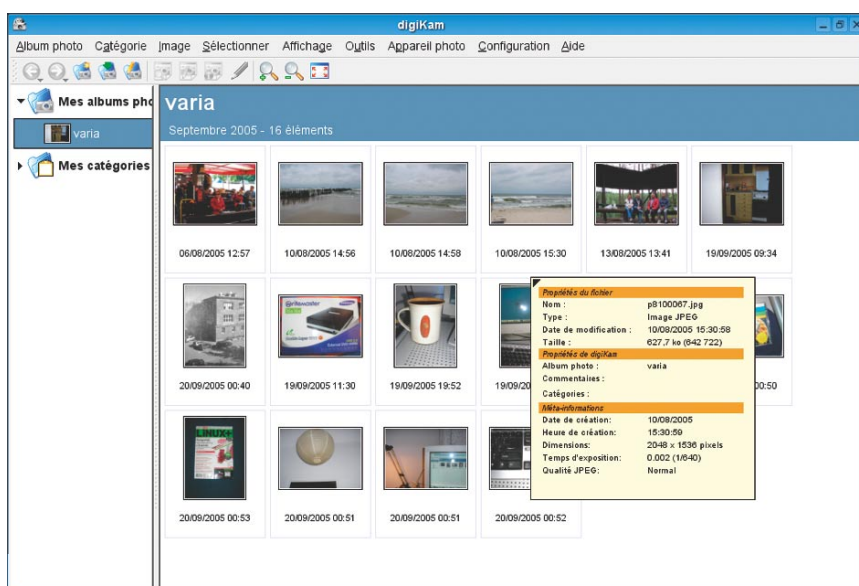 digiKam
Album photo Catégorie Image Sélectionner Affichage Outils Appareil photo Configuration Aide
Mes albums pho
varia
Mes catégories
varia
Septembre 2005 - 16 éléments
06/08/2005 12:57 10/08/2005 14:56 10/08/2005 14:58 10/08/2005 15:30 13/08/2005 13:41 19/09/2005 09:34
20/09/2005 00:40 19/09/2005 11:30 19/09/2005 19:52 19/09/20 00:50
Propriétés du fichier
Nom : p8100067.jpg
Type : Image JPEG
Date de modification : 10/08/2005 15:30:58
Taille : 627,7 ko (642 722)
Propriétés de digiKam
Album photo : varia
Commentaires :
Catégories :
Méta-informations
Date de création: 10/08/2005
Heure de création: 15:30:59
Dimensions: 2048 x 1536 pixels
Temps d'exposition: 0.002 (1/640)
Qualité JPEG: Normal
LINUX+
20/09/2005 00:53 20/09/2005 00:51 20/09/2005 00:51 20/09/2005 00:52